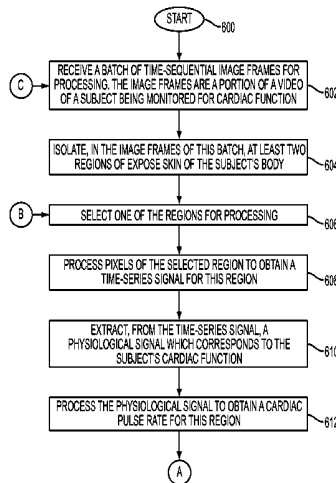 START
600
C
RECEIVE A BATCH OF TIME-SEQUENTIAL IMAGE FRAMES FOR
PROCESSING. THE IMAGE FRAMES ARE A PORTION OF A VIDEO
OF A SUBJECT BEING MONITORED FOR CARDIAC FUNCTION
602
ISOLATE, IN THE IMAGE FRAMES OF THIS BATCH, AT LEAST TWO
REGIONS OF EXPOSE SKIN OF THE SUBJECT'S BODY
604
B
SELECT ONE OF THE REGIONS FOR PROCESSING
606
PROCESS PIXELS OF THE SELECTED REGION TO OBTAIN A
TIME-SERIES SIGNAL FOR THIS REGION
608
EXTRACT, FROM THE TIME-SERIES SIGNAL, A
PHYSIOLOGICAL SIGNAL WHICH CORRESPONDS TO THE
SUBJECT'S CARDIAC FUNCTION
610
PROCESS THE PHYSIOLOGICAL SIGNAL TO OBTAIN A CARDIAC
PULSE RATE FOR THIS REGION
612
A